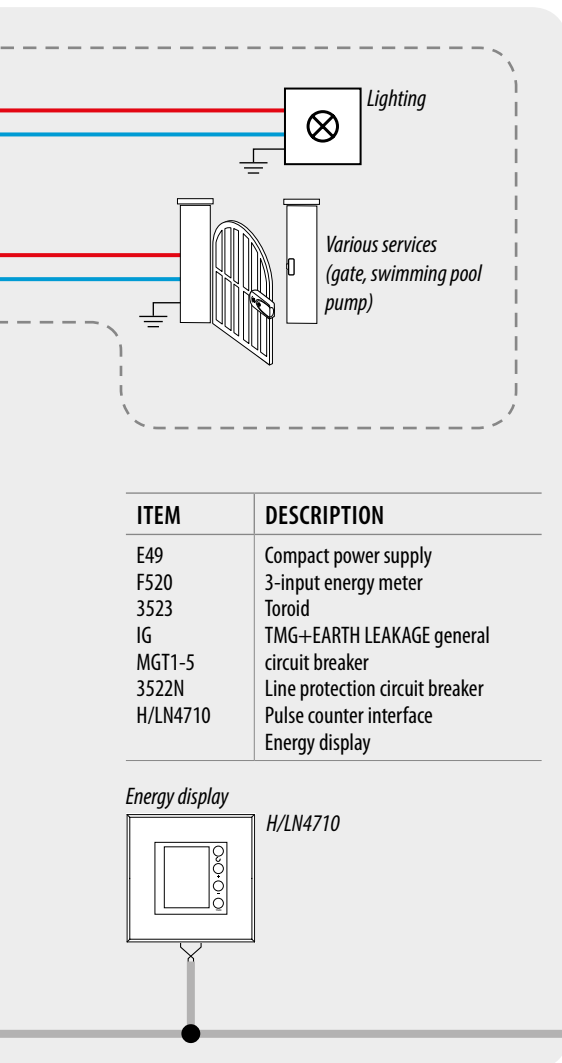 Lighting
Various services
(gate, swimming pool
pump)
ITEM DESCRIPTION
E49 Compact power supply
F520 3-input energy meter
3523 Toroid
IG TMG+EARTH LEAKAGE general
MGT1-5 circuit breaker
3522N Line protection circuit breaker
H/LN4710 Pulse counter interface
Energy display
Energy display
H/LN4710